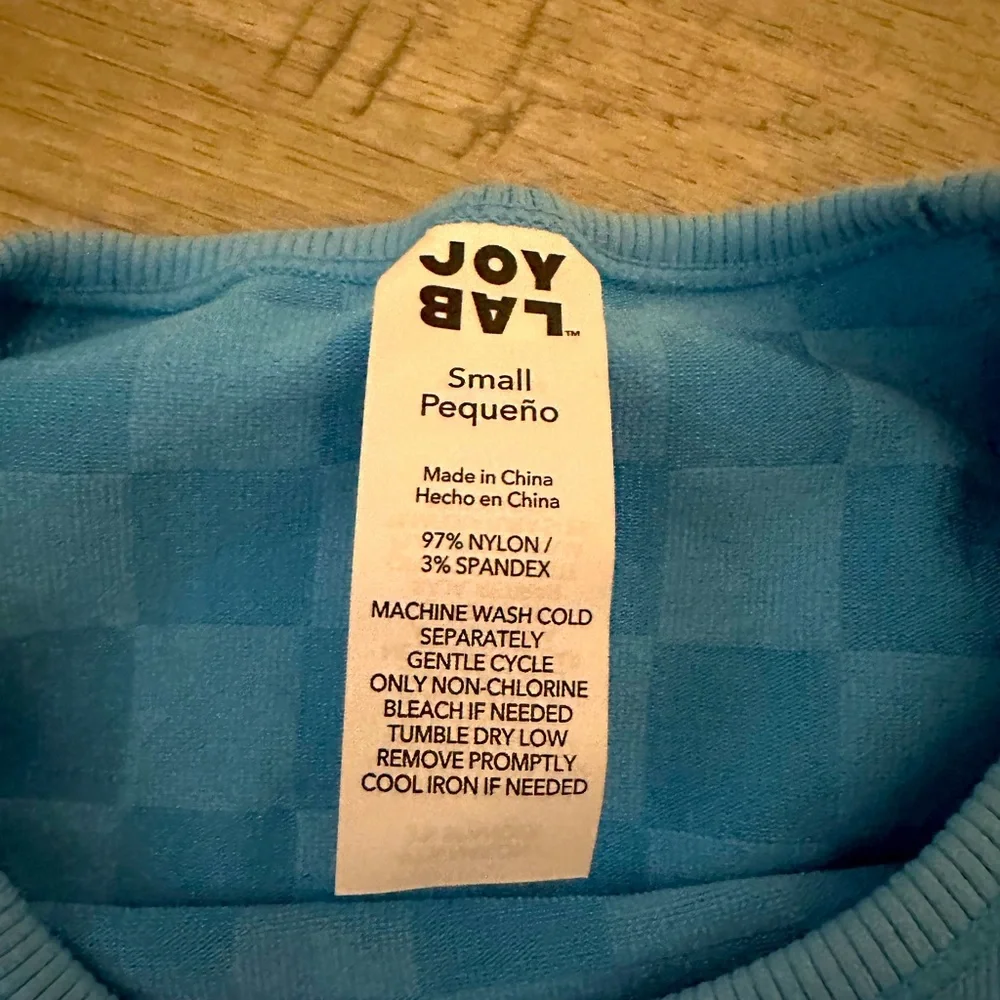 JOY
LAB™
Small
Pequeño
Made in China
Hecho en China
97% NYLON /
3% SPANDEX
MACHINE WASH COLD
SEPARATELY
GENTLE CYCLE
ONLY NON-CHLORINE
BLEACH IF NEEDED
TUMBLE DRY LOW
REMOVE PROMPTLY
COOL IRON IF NEEDED